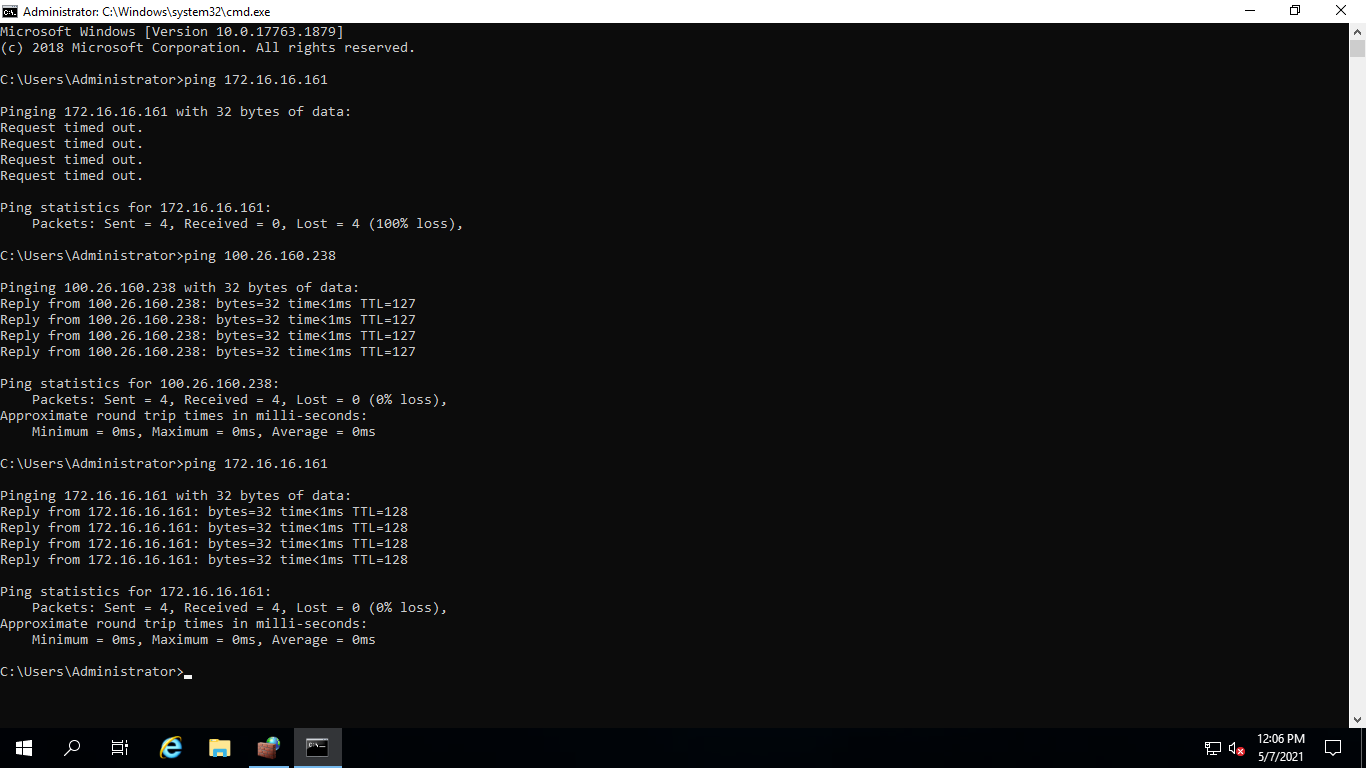 Administrator: C:\Windows\system32\cmd.exe
Microsoft Windows [Version 10.0.17763.1879]
(c) 2018 Microsoft Corporation. All rights reserved.
C:\Users\Administrator>ping 172.16.16.161
Pinging 172.16.16.161 with 32 bytes of data:
Request timed out.
Request timed out.
Request timed out.
Request timed out.
Ping statistics for 172.16.16.161:
    Packets: Sent = 4, Received = 0, Lost = 4 (100% loss),
C:\Users\Administrator>ping 100.26.160.238
Pinging 100.26.160.238 with 32 bytes of data:
Reply from 100.26.160.238: bytes=32 time<1ms TTL=127
Reply from 100.26.160.238: bytes=32 time<1ms TTL=127
Reply from 100.26.160.238: bytes=32 time<1ms TTL=127
Reply from 100.26.160.238: bytes=32 time<1ms TTL=127
Ping statistics for 100.26.160.238:
    Packets: Sent = 4, Received = 4, Lost = 0 (0% loss),
Approximate round trip times in milli-seconds:
    Minimum = 0ms, Maximum = 0ms, Average = 0ms
C:\Users\Administrator>ping 172.16.16.161
Pinging 172.16.16.161 with 32 bytes of data:
Reply from 172.16.16.161: bytes=32 time<1ms TTL=128
Reply from 172.16.16.161: bytes=32 time<1ms TTL=128
Reply from 172.16.16.161: bytes=32 time<1ms TTL=128
Reply from 172.16.16.161: bytes=32 time<1ms TTL=128
Ping statistics for 172.16.16.161:
    Packets: Sent = 4, Received = 4, Lost = 0 (0% loss),
Approximate round trip times in milli-seconds:
    Minimum = 0ms, Maximum = 0ms, Average = 0ms
C:\Users\Administrator>
12:06 PM
5/7/2021